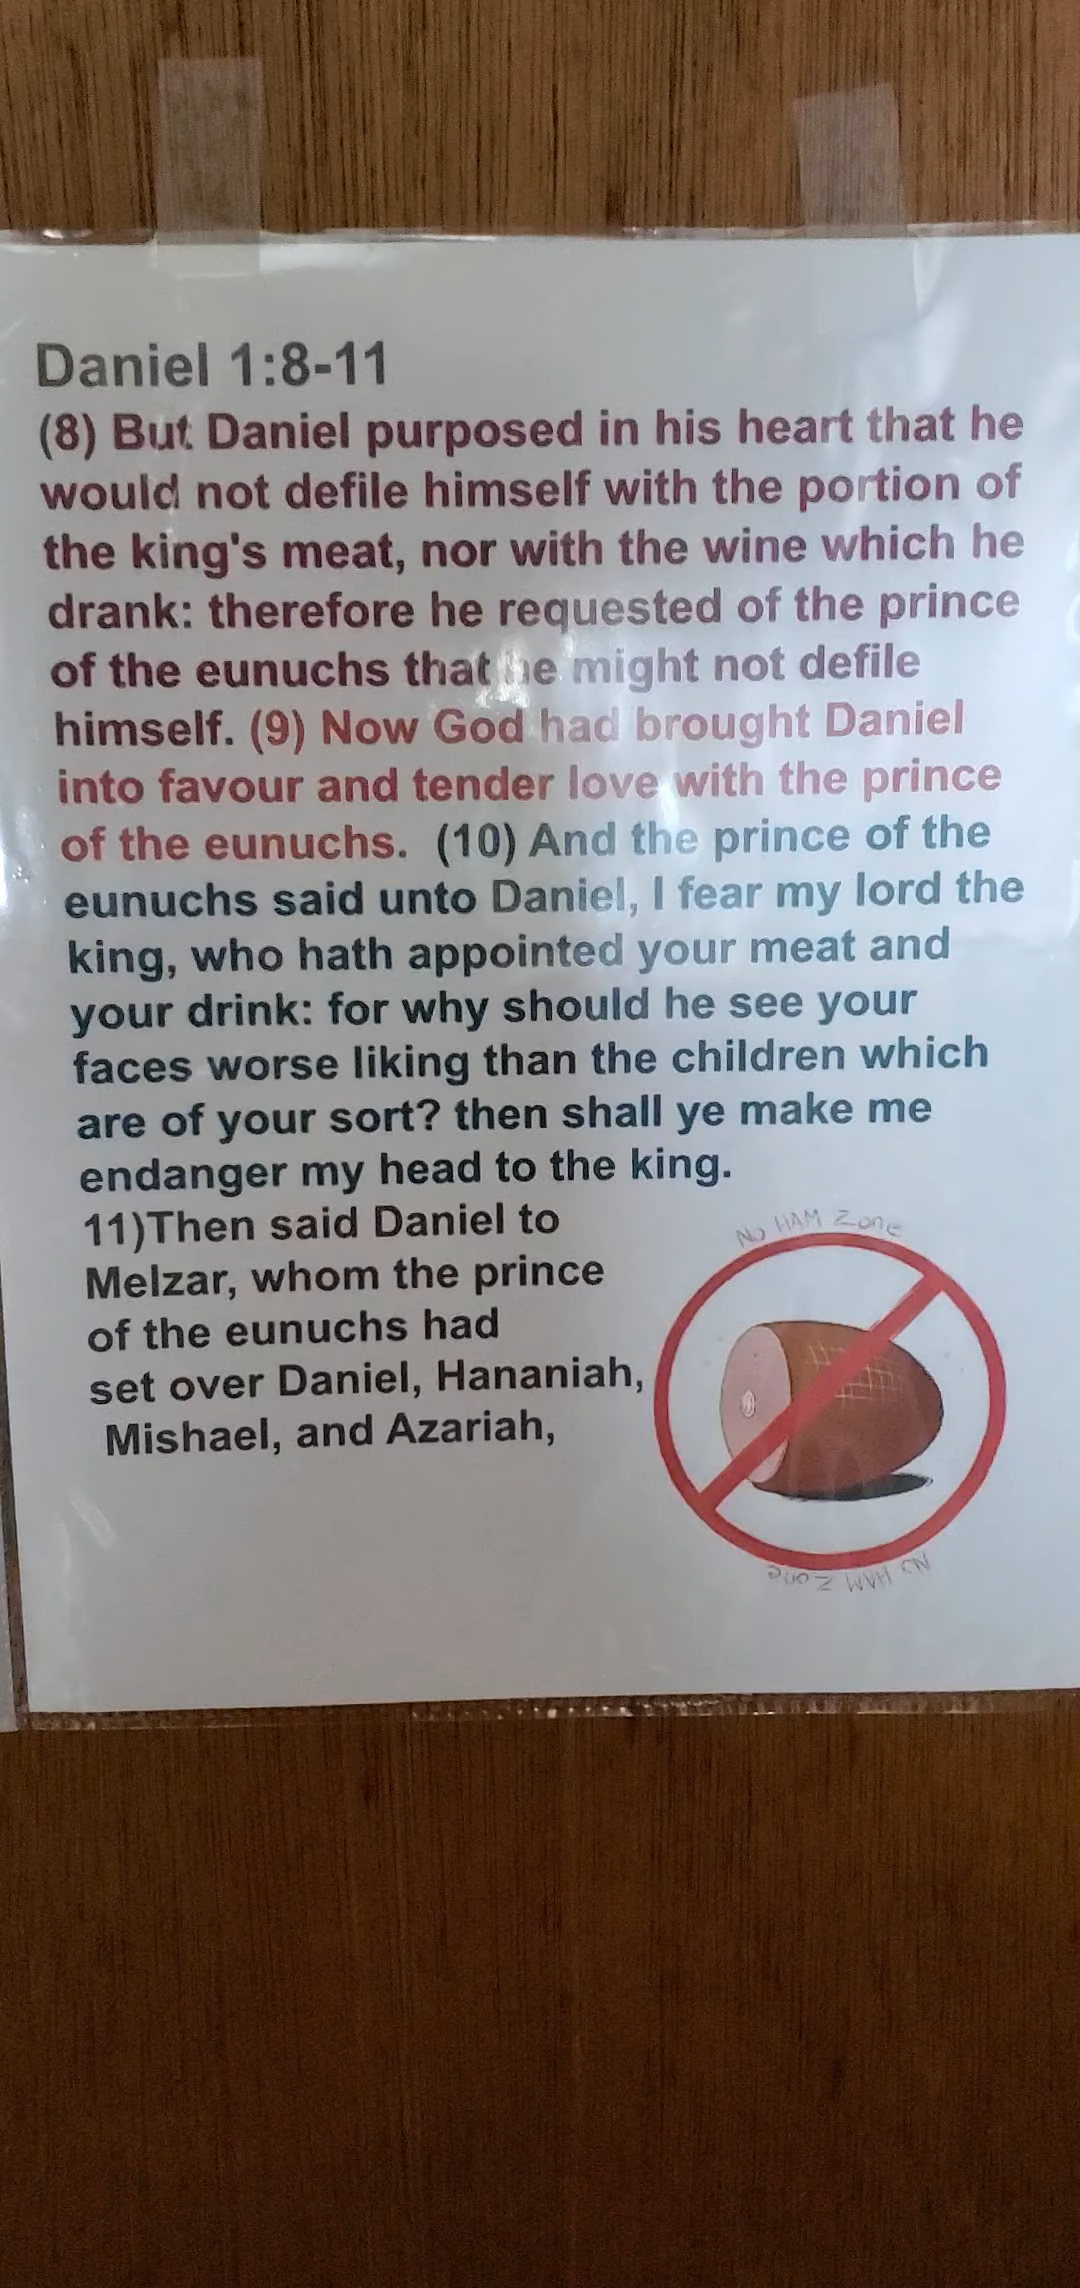 Daniel 1:8-11
(8) But Daniel purposed in his heart that he
would not defile himself with the portion of
the king's meat, nor with the wine which he
drank: therefore he requested of the prince
of the eunuchs that he might not defile
himself. (9) Now God had brought Daniel
into favour and tender love with the prince
of the eunuchs. (10) And the prince of the
eunuchs said unto Daniel, I fear my lord the
king, who hath appointed your meat and
your drink: for why should he see your
faces worse liking than the children which
are of your sort? then shall ye make me
endanger my head to the king.
11)Then said Daniel to
Melzar, whom the prince
of the eunuchs had
set over Daniel, Hananiah,
Mishael, and Azariah,
No HAM Zone
No HAM Zone